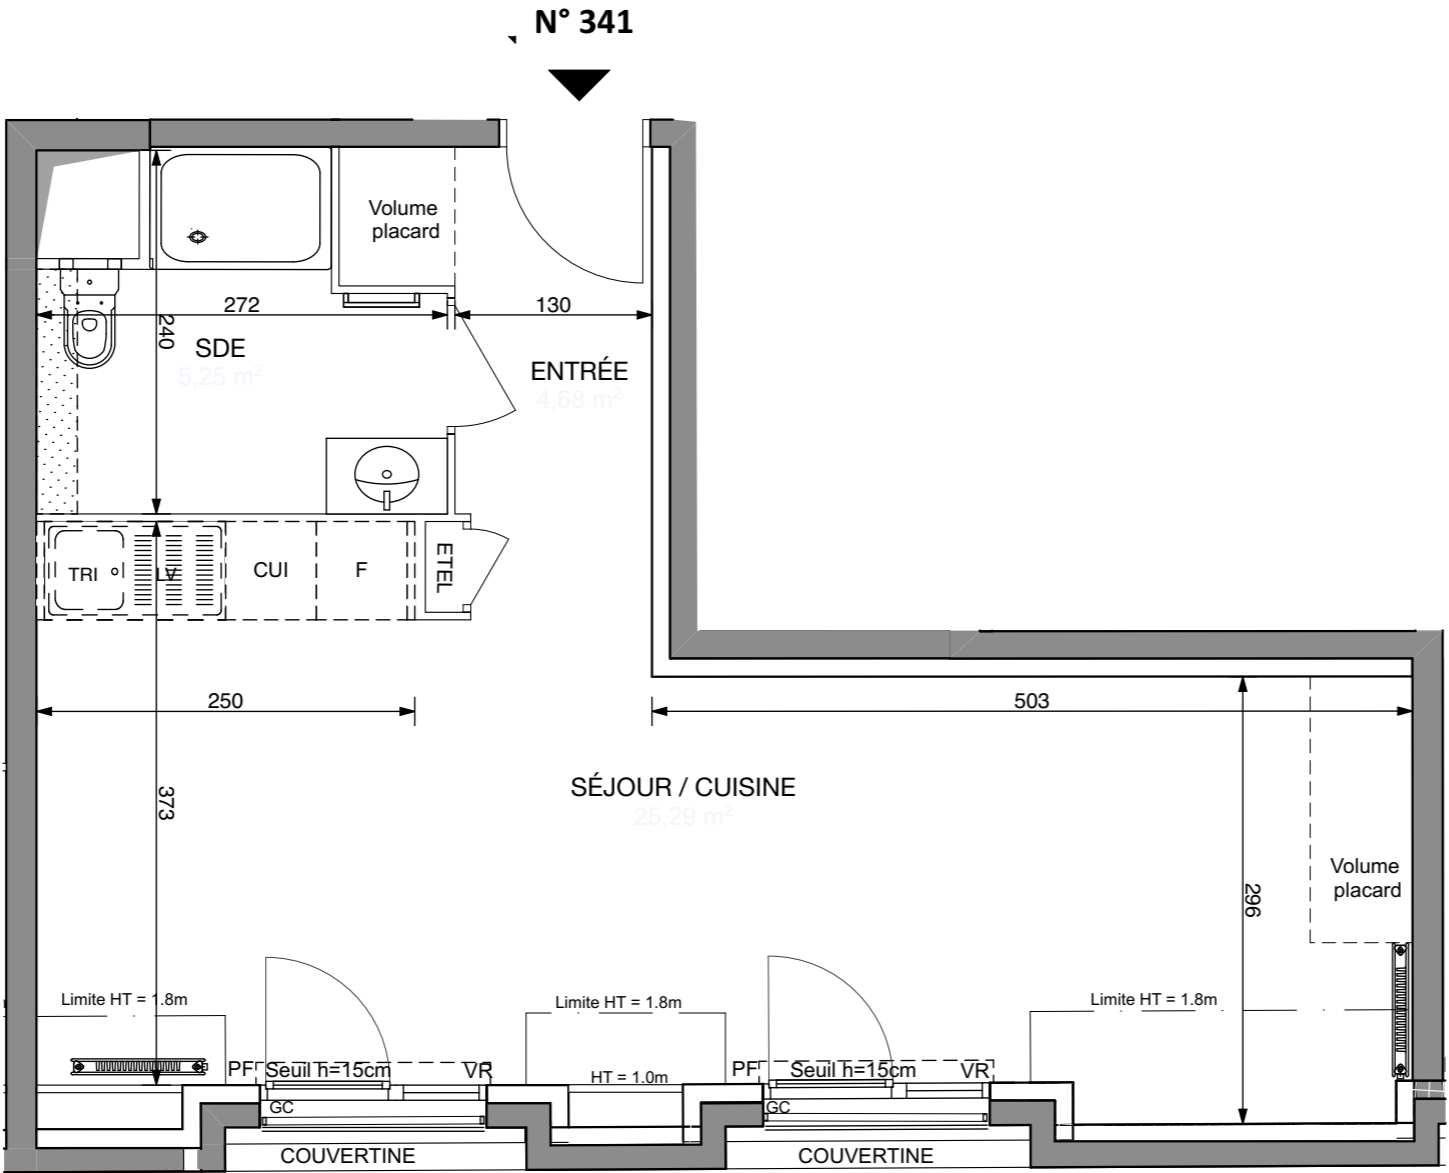 N° 341
Volume
placard
272
130
240
SDE
5,25 m²
ENTRÉE
4,68 m²
TRI
LV
CUI
F
ETEL
250
503
373
SÉJOUR / CUISINE
25,29 m²
296
Volume
placard
Limite HT = 1.8m
Limite HT = 1.8m
Limite HT = 1.8m
PF
Seuil h=15cm
VR
HT = 1.0m
PF
Seuil h=15cm
VR
GC
GC
COUVERTINE
COUVERTINE